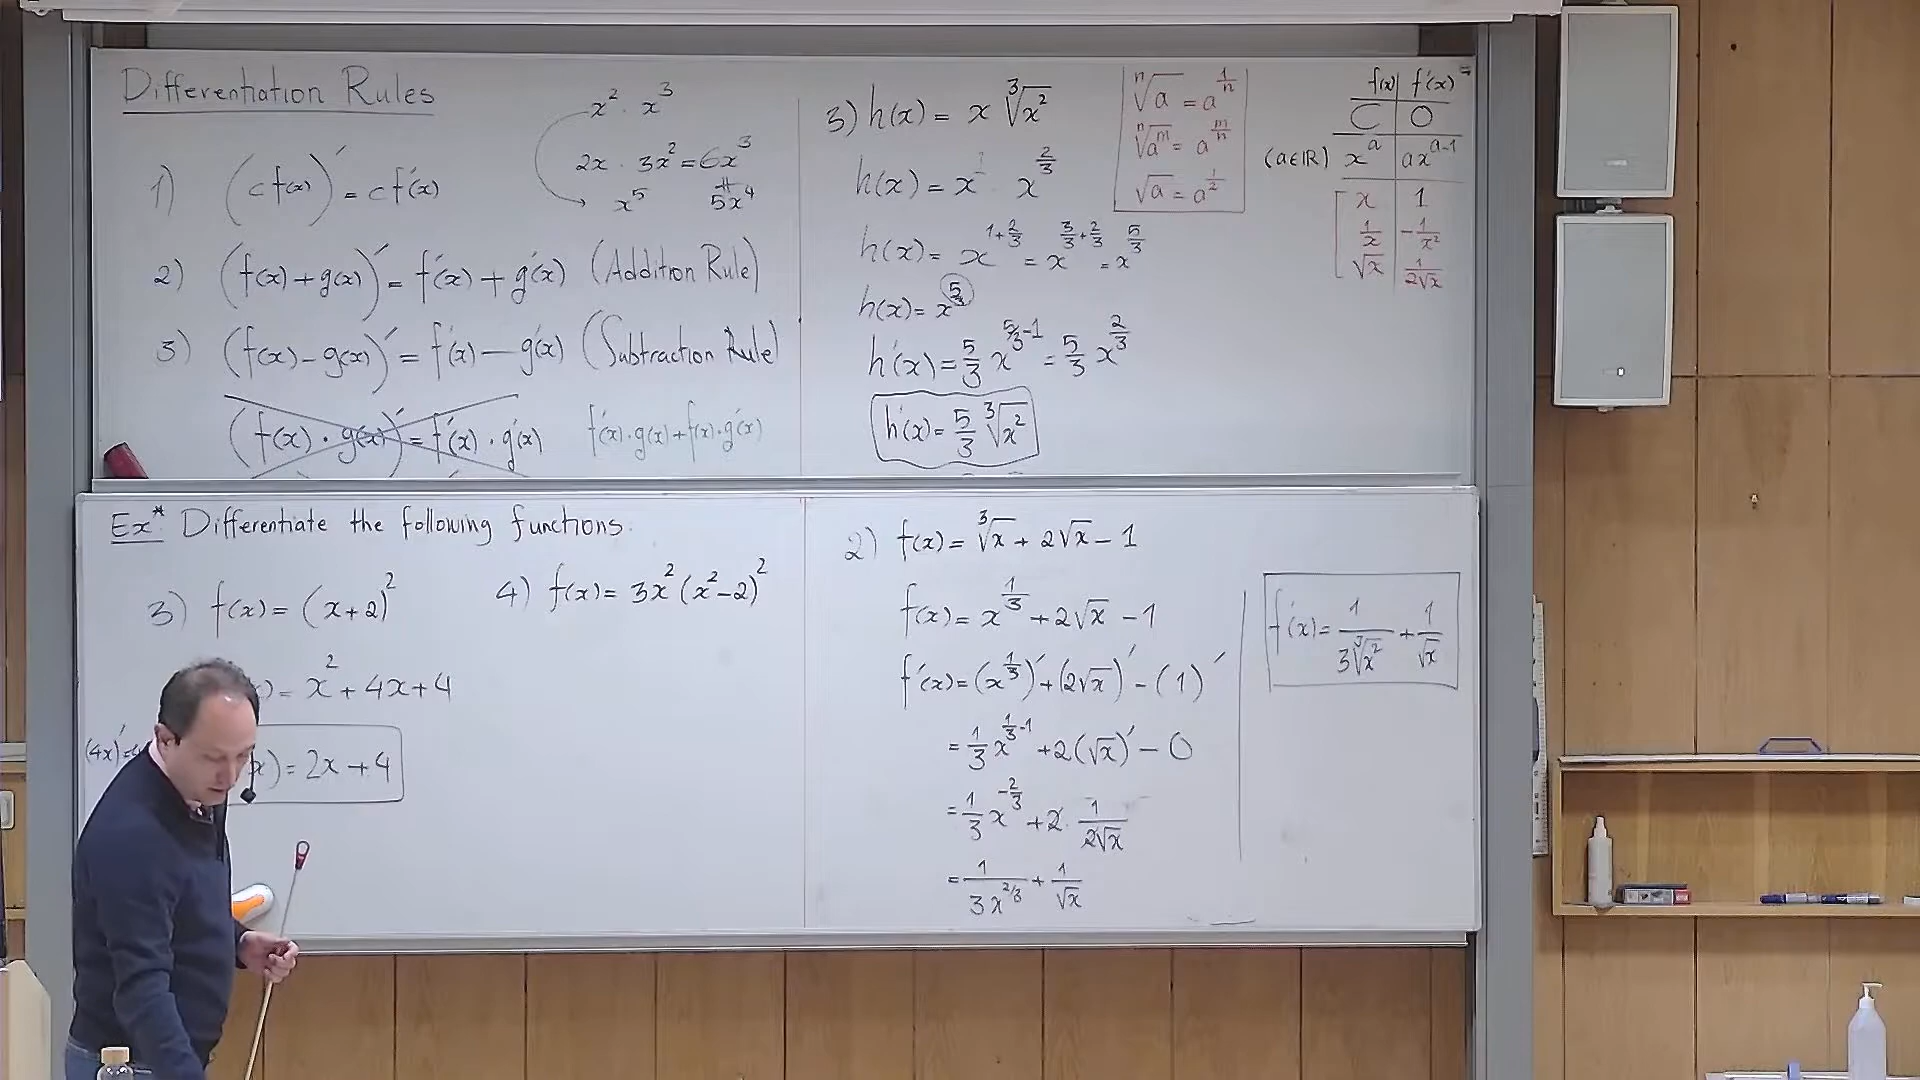 Differentiation Rules
x² · x³
2x · 3x² = 6x³
x⁵ ≠ 5x⁴
1) (c f(x))' = c f'(x)
2) (f(x) + g(x))' = f'(x) + g'(x) (Addition Rule)
3) (f(x) - g(x))' = f'(x) - g'(x) (Subtraction Rule)
(f(x) · g(x))' = f'(x) · g'(x) f'(x)·g(x)+f(x)·g'(x)
3) h(x) = x ∛x²
h(x) = x¹ · x^(2/3)
h(x) = x^(1+2/3) = x^(3/3+2/3) = x^(5/3)
h(x) = x^(5/3)
h'(x) = 5/3 x^(5/3-1) = 5/3 x^(2/3)
h'(x) = 5/3 ∛x²
ⁿ√a = a^(1/n)
ⁿ√a^m = a^(m/n)
√a = a^(1/2)
f(x) f'(x)
C 0
(a∈ℝ) x^a ax^(a-1)
x 1
1/x -1/x²
√x 1/(2√x)
Ex* Differentiate the following functions.
3) f(x) = (x+2)²
) = x² + 4x + 4
(4x)' =
x) = 2x + 4
4) f(x) = 3x² (x²-2)²
2) f(x) = ∛x + 2√x - 1
f(x) = x^(1/3) + 2√x - 1
f'(x) = (x^(1/3))' + (2√x)' - (1)'
= 1/3 x^(1/3-1) + 2(√x)' - 0
= 1/3 x^(-2/3) + 2 · 1/(2√x)
= 1/(3x^(2/3)) + 1/√x
f'(x) = 1/(3∛x²) + 1/√x